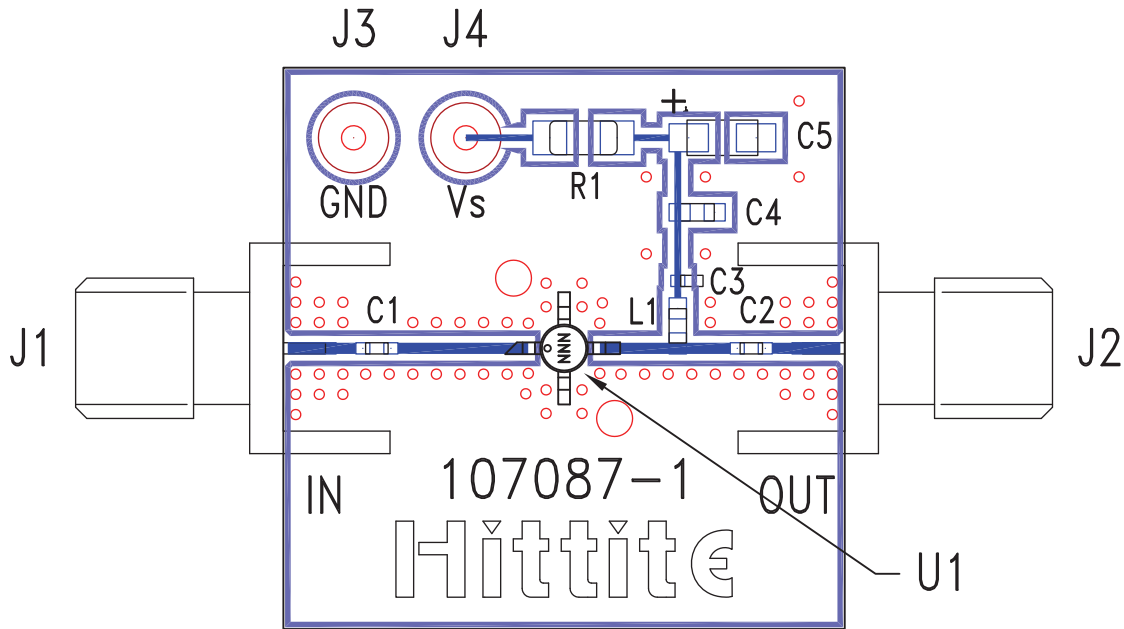 J3 J4
+
C5
GND Vs R1
C4
C3
C1 L1 C2
J1 NNN J2
107087-1
IN OUT
Hittite
U1